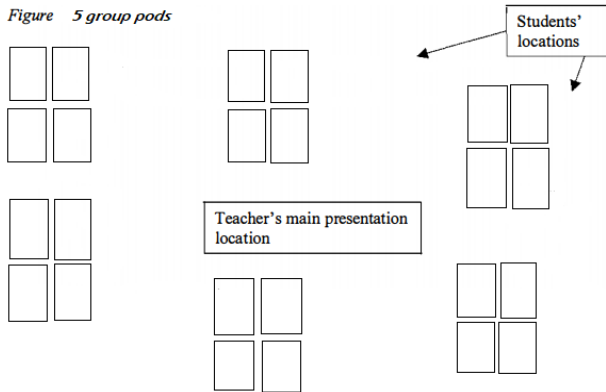 Figure 5 group pods
Students’
locations
Teacher’s main presentation
location